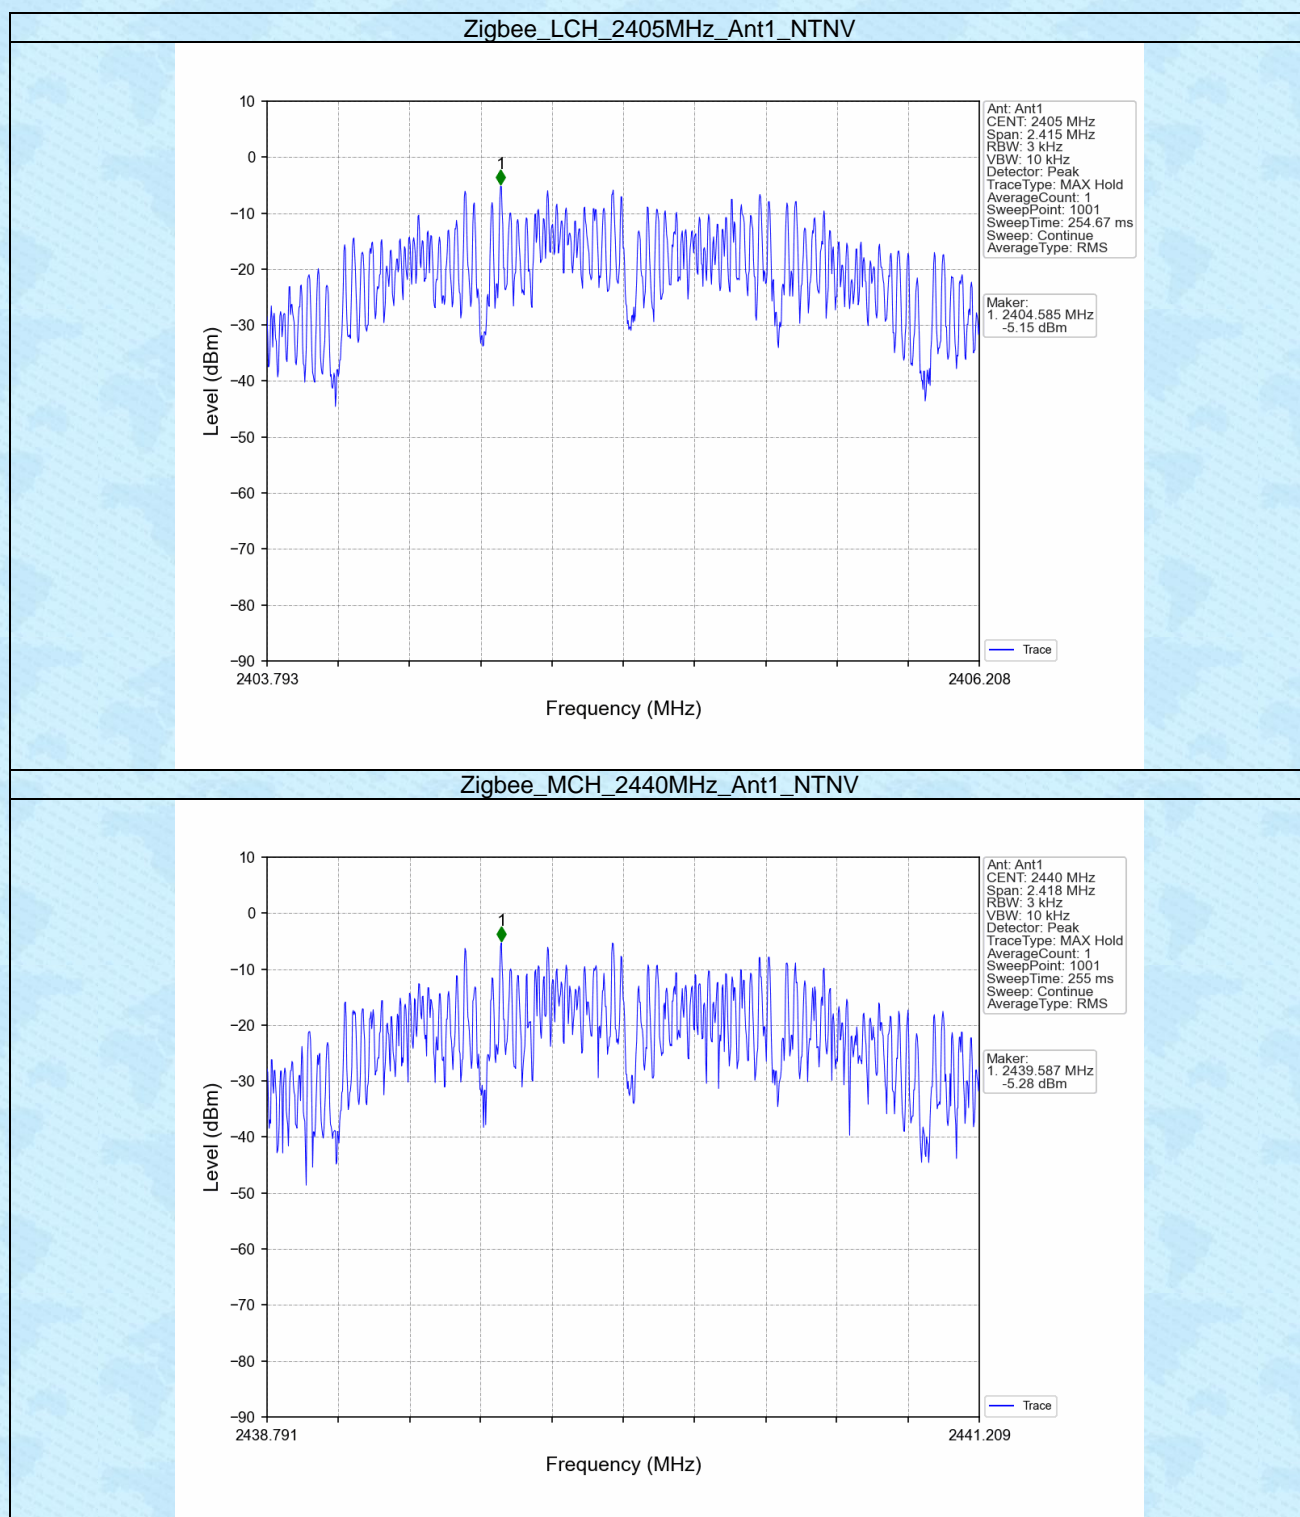 Zigbee_LCH_2405MHz_Ant1_NTNV
10
0
−10
−20
−30
−40
−50
−60
−70
−80
−90
Level (dBm)
1
2403.793
2406.208
Frequency (MHz)
Ant: Ant1
CENT: 2405 MHz
Span: 2.415 MHz
RBW: 3 kHz
VBW: 10 kHz
Detector: Peak
TraceType: MAX Hold
AverageCount: 1
SweepPoint: 1001
SweepTime: 254.67 ms
Sweep: Continue
AverageType: RMS
Maker:
1. 2404.585 MHz
-5.15 dBm
Trace
Zigbee_MCH_2440MHz_Ant1_NTNV
10
0
−10
−20
−30
−40
−50
−60
−70
−80
−90
Level (dBm)
1
2438.791
2441.209
Frequency (MHz)
Ant: Ant1
CENT: 2440 MHz
Span: 2.418 MHz
RBW: 3 kHz
VBW: 10 kHz
Detector: Peak
TraceType: MAX Hold
AverageCount: 1
SweepPoint: 1001
SweepTime: 255 ms
Sweep: Continue
AverageType: RMS
Maker:
1. 2439.587 MHz
-5.28 dBm
Trace